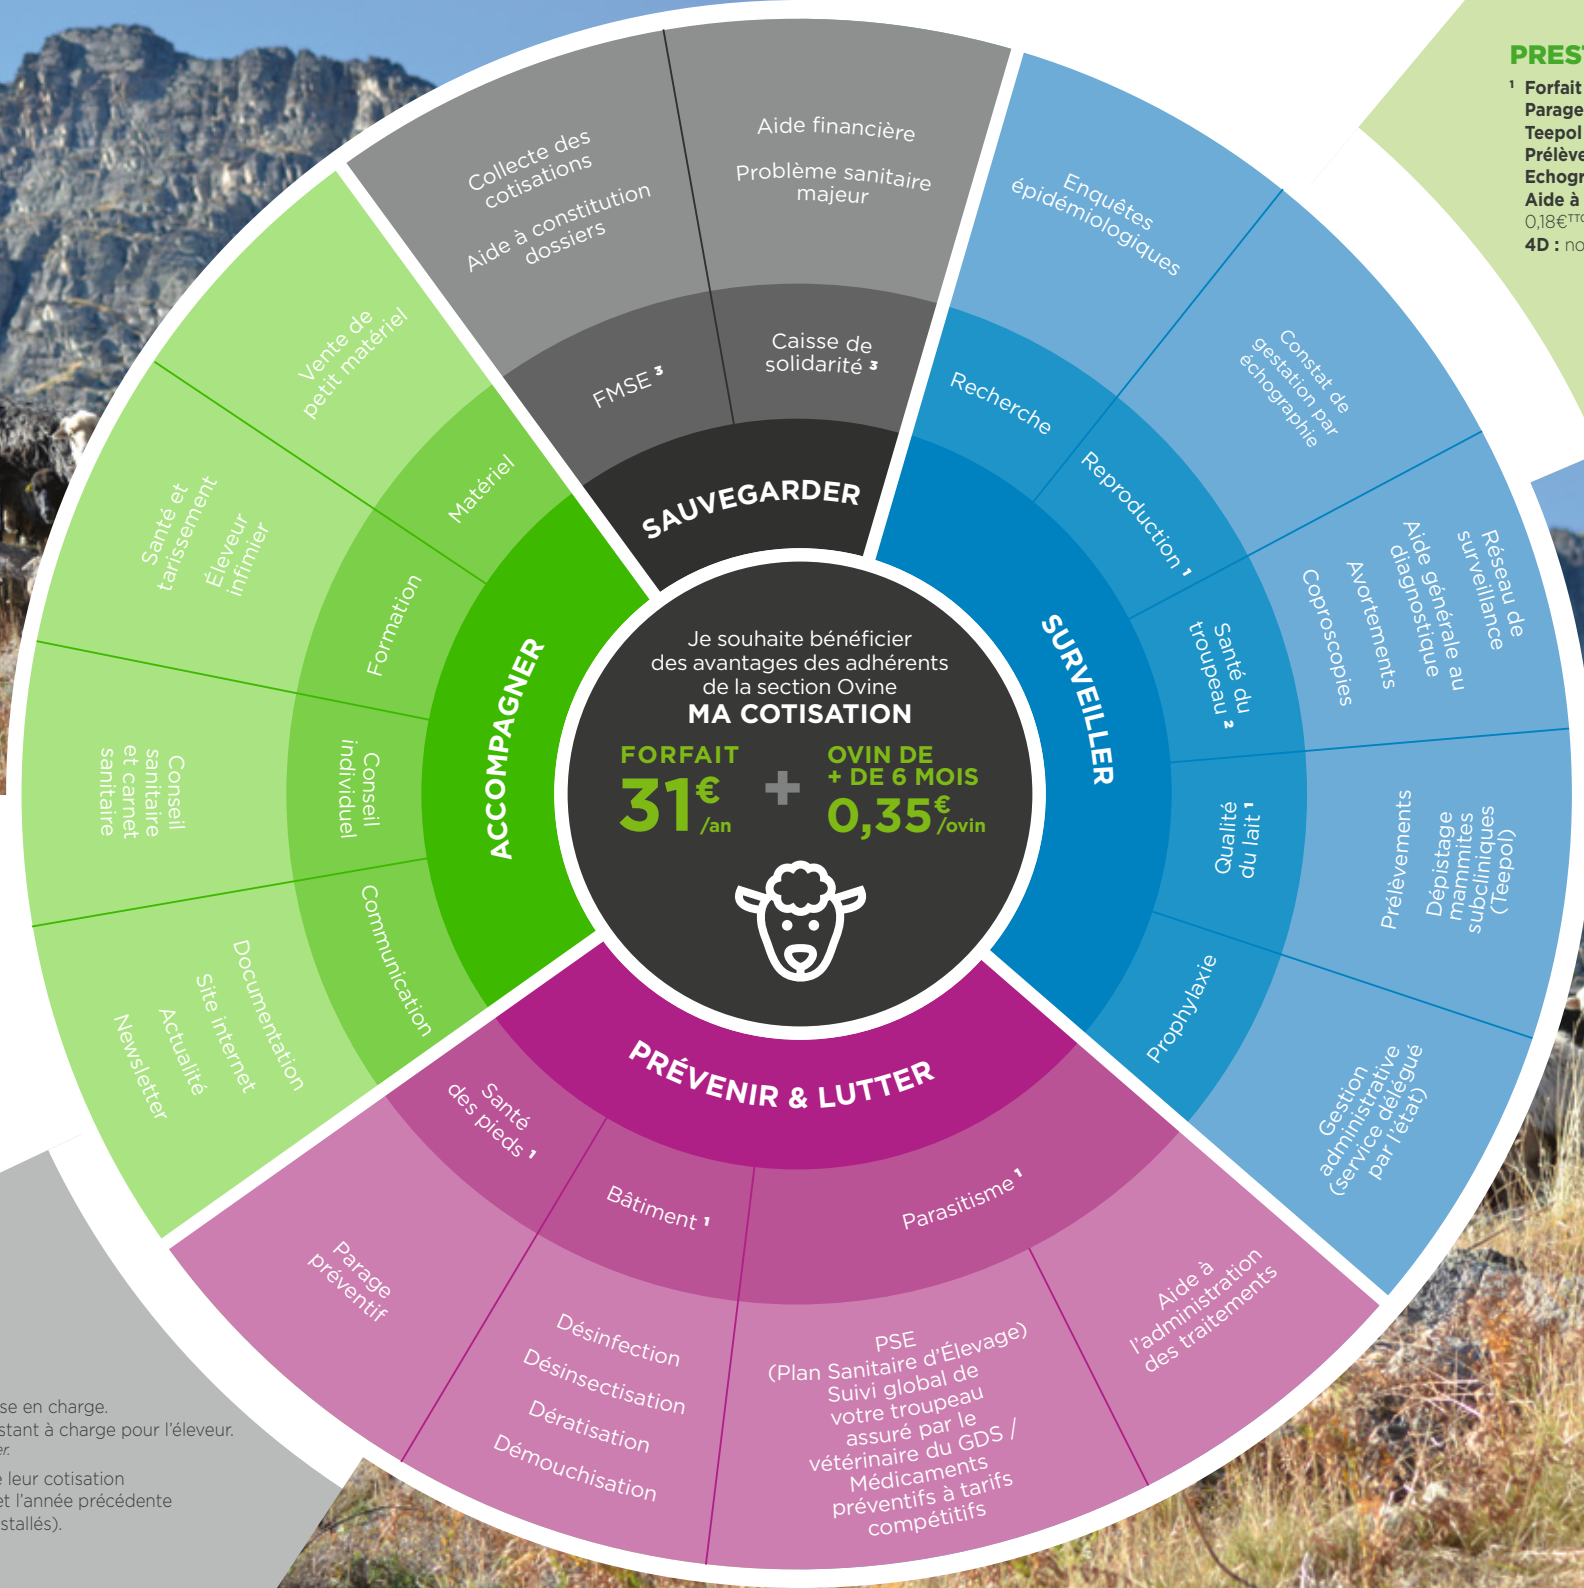 Je souhaite bénéficier
des avantages des adhérents
de la section Ovine
MA COTISATION
FORFAIT
31€
/an
+
OVIN DE
+ DE 6 MOIS
0,35€
/ovin
SAUVEGARDER
FMSE ³
Collecte des
cotisations
Aide à constitution
dossiers
Caisse de
solidarité ³
Aide financière
Problème sanitaire
majeur
SURVEILLER
Recherche
Enquêtes
épidémiologiques
Reproduction ¹
Constat de
gestation par
échographie
Santé du
troupeau ²
Réseau de
surveillance
Aide générale au
diagnostique
Avortements
Coproscopies
Qualité
du lait ¹
Prélèvements
Dépistage
mammites
subcliniques
(Teepol)
Prophylaxie
Gestion
administrative
(service délégué
par l'état)
PRÉVENIR & LUTTER
Parasitisme ¹
Aide à
l'administration
des traitements
PSE
(Plan Sanitaire d'Élevage)
Suivi global de
votre troupeau
assuré par le
vétérinaire du GDS /
Médicaments
préventifs à tarifs
compétitifs
Bâtiment ¹
Désinfection
Désinsectisation
Dératisation
Démouchisation
Santé
des pieds ¹
Parage
préventif
ACCOMPAGNER
Communication
Documentation
Site internet
Actualité
Newsletter
Conseil
individuel
Conseil
sanitaire
et carnet
sanitaire
Formation
Santé et
tarissement
Éleveur
infimier
Matériel
Vente de
petit matériel
PREST
¹ Forfait
Parage
Teepol
Prélève
Echogr
Aide à
0,18€TTC
4D : no
se en charge.
stant à charge pour l'éleveur.
er.
e leur cotisation
et l'année précédente
stallés).